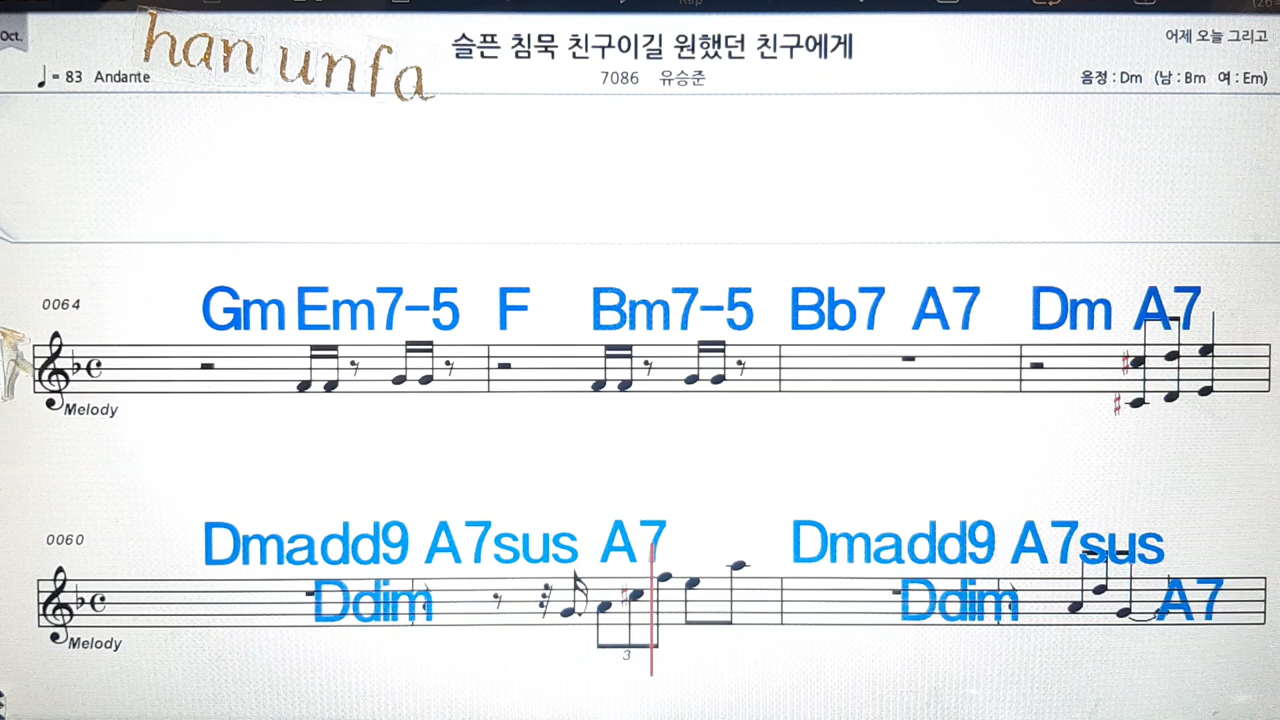 Oct.
han unfa
슬픈 침묵 친구이길 원했던 친구에게
어제 오늘 그리고
♩= 83 Andante
7086 유승준
음정 : Dm (남 : Bm 여 : Em)
0064
Gm Em7-5 F Bm7-5 Bb7 A7 Dm A7
Melody
0060
Dmadd9 A7sus A7 Dmadd9 A7sus
Ddim Ddim A7
Melody
3